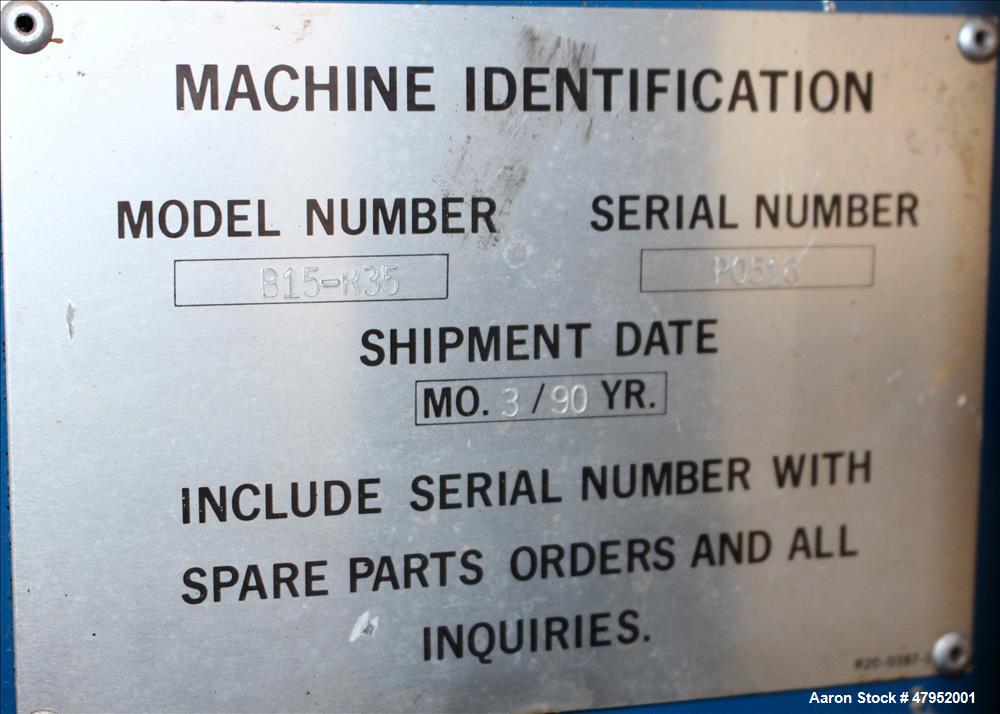 MACHINE IDENTIFICATION
MODEL NUMBER SERIAL NUMBER
B15-R35 P0516
SHIPMENT DATE
MO. 3 / 90 YR.
INCLUDE SERIAL NUMBER WITH
SPARE PARTS ORDERS AND ALL
INQUIRIES.
Aaron Stock # 47952001